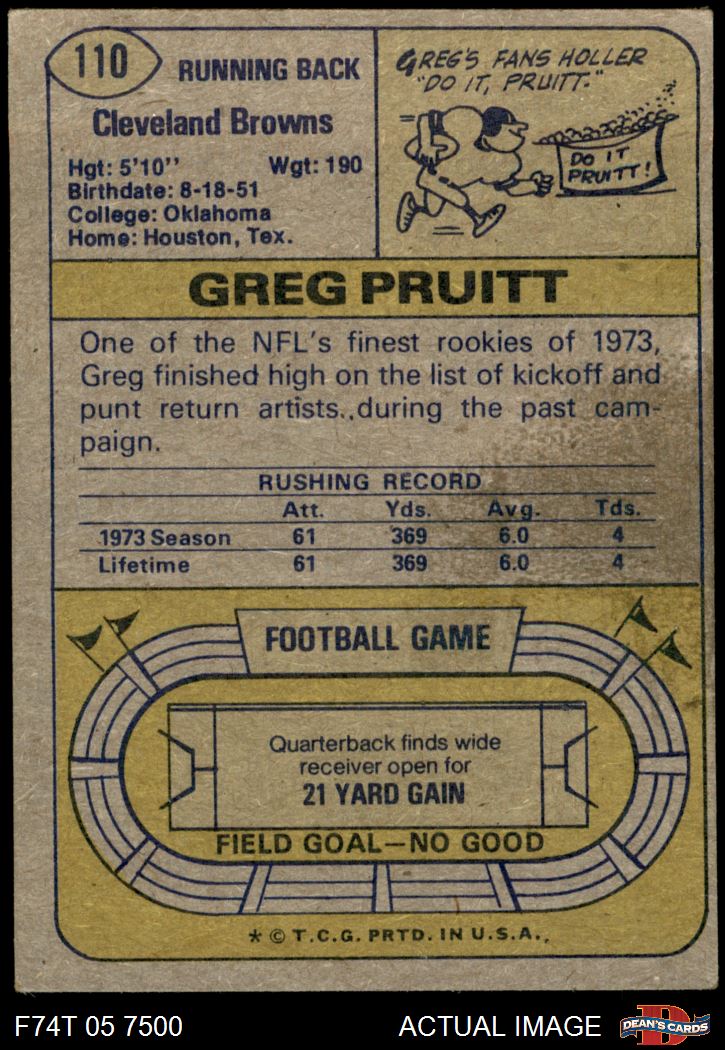 110
RUNNING BACK
Cleveland Browns
Hgt: 5'10" Wgt: 190
Birthdate: 8-18-51
College: Oklahoma
Home: Houston, Tex.
GREG'S FANS HOLLER
"DO IT, PRUITT."
DO IT
PRUITT!
GREG PRUITT
One of the NFL's finest rookies of 1973,
Greg finished high on the list of kickoff and
punt return artists..during the past cam-
paign.
RUSHING RECORD
Att. Yds. Avg. Tds.
1973 Season 61 369 6.0 4
Lifetime 61 369 6.0 4
FOOTBALL GAME
Quarterback finds wide
receiver open for
21 YARD GAIN
FIELD GOAL—NO GOOD
* © T.C.G. PRTD. IN U.S.A.,
F74T 05 7500 ACTUAL IMAGE
D
DEAN'S CARDS